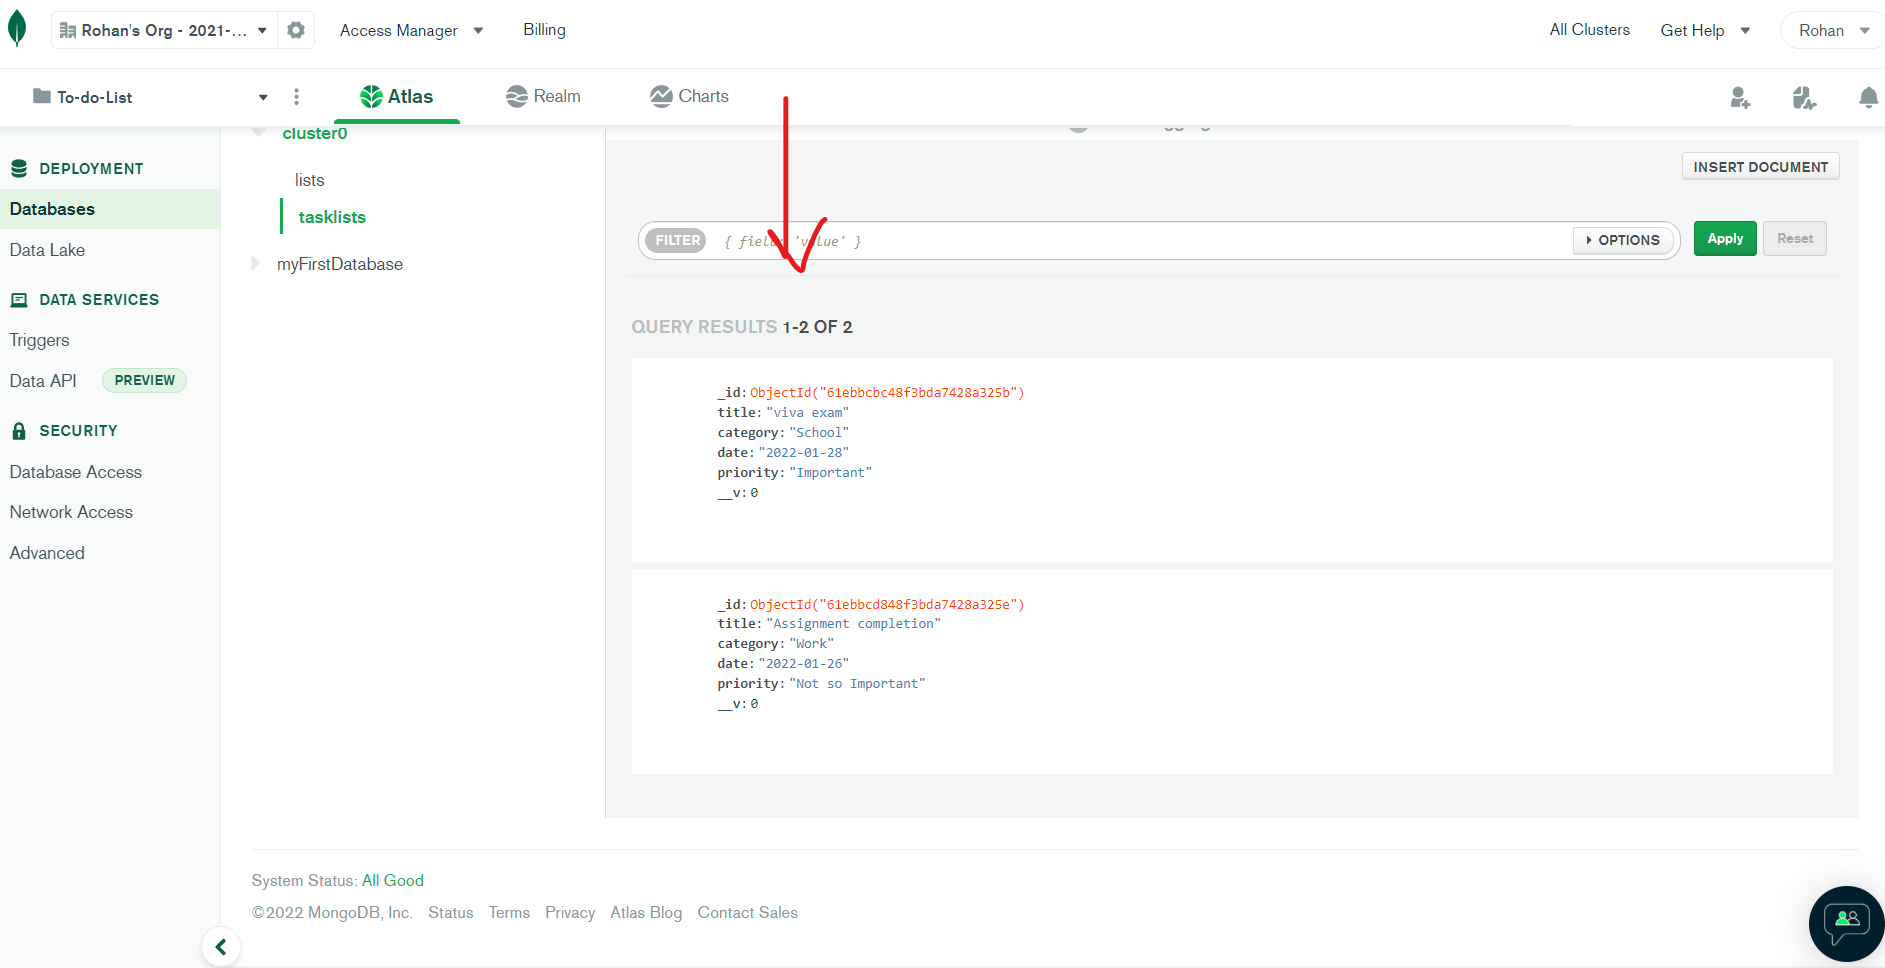 Rohan's Org - 2021-...
Access Manager
Billing
All Clusters
Get Help
Rohan
To-do-List
Atlas
Realm
Charts
DEPLOYMENT
Databases
Data Lake
DATA SERVICES
Triggers
Data API PREVIEW
SECURITY
Database Access
Network Access
Advanced
cluster0
lists
tasklists
myFirstDatabase
INSERT DOCUMENT
FILTER { field: 'value' }
OPTIONS
Apply
Reset
QUERY RESULTS 1-2 OF 2
_id: ObjectId("61ebbcbc48f3bda7428a325b")
title: "viva exam"
category: "School"
date: "2022-01-28"
priority: "Important"
__v: 0
_id: ObjectId("61ebbcd848f3bda7428a325e")
title: "Assignment completion"
category: "Work"
date: "2022-01-26"
priority: "Not so Important"
__v: 0
System Status: All Good
©2022 MongoDB, Inc. Status Terms Privacy Atlas Blog Contact Sales